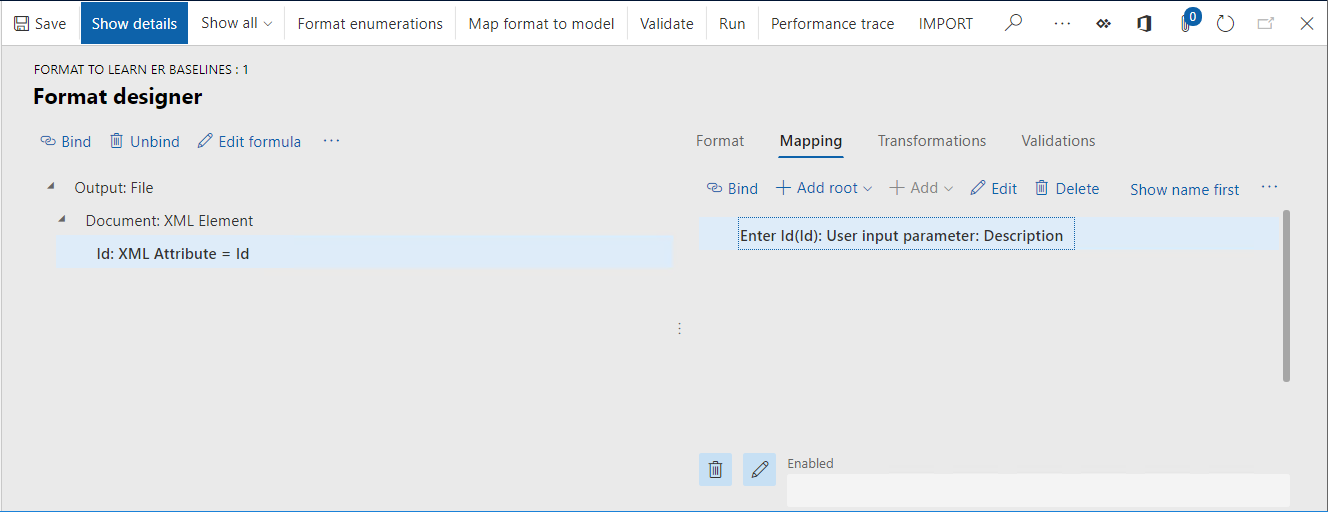 Save Show details Show all Format enumerations Map format to model Validate Run Performance trace IMPORT ... 0
FORMAT TO LEARN ER BASELINES : 1
Format designer
Bind Unbind Edit formula ...
Output: File
Document: XML Element
Id: XML Attribute = Id
Format Mapping Transformations Validations
Bind Add root Add Edit Delete Show name first ...
Enter Id(Id): User input parameter: Description
Enabled